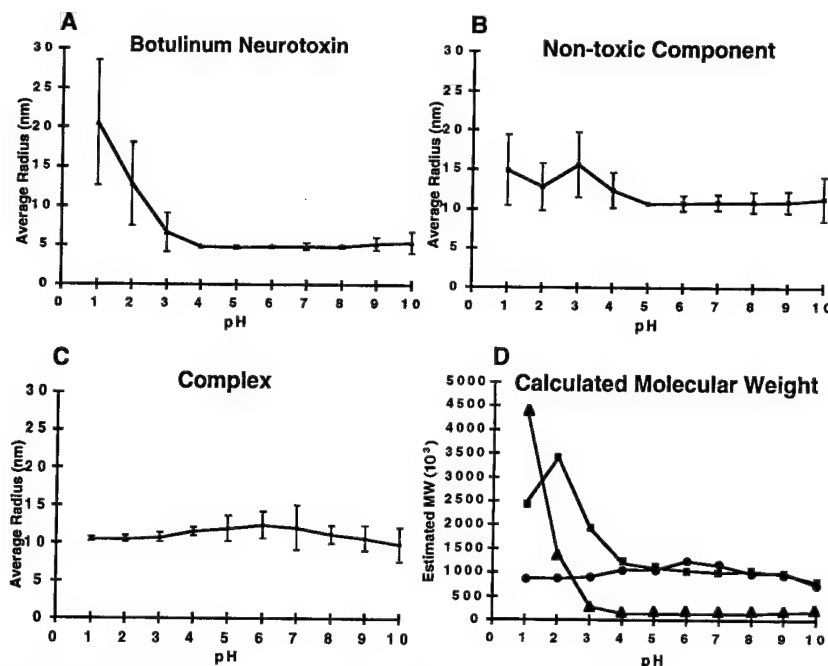 A
Botulinum Neurotoxin
30
25
20
15
10
5
0
Average Radius (nm)
0 1 2 3 4 5 6 7 8 9 10
pH
B
Non-toxic Component
30
25
20
15
10
5
0
Average Radius (nm)
0 1 2 3 4 5 6 7 8 9 10
pH
C
Complex
30
25
20
15
10
5
0
Average Radius (nm)
0 1 2 3 4 5 6 7 8 9 10
pH
D
Calculated Molecular Weight
5000
4500
4000
3500
3000
2500
2000
1500
1000
500
0
Estimated MW (10³)
0 1 2 3 4 5 6 7 8 9 10
pH